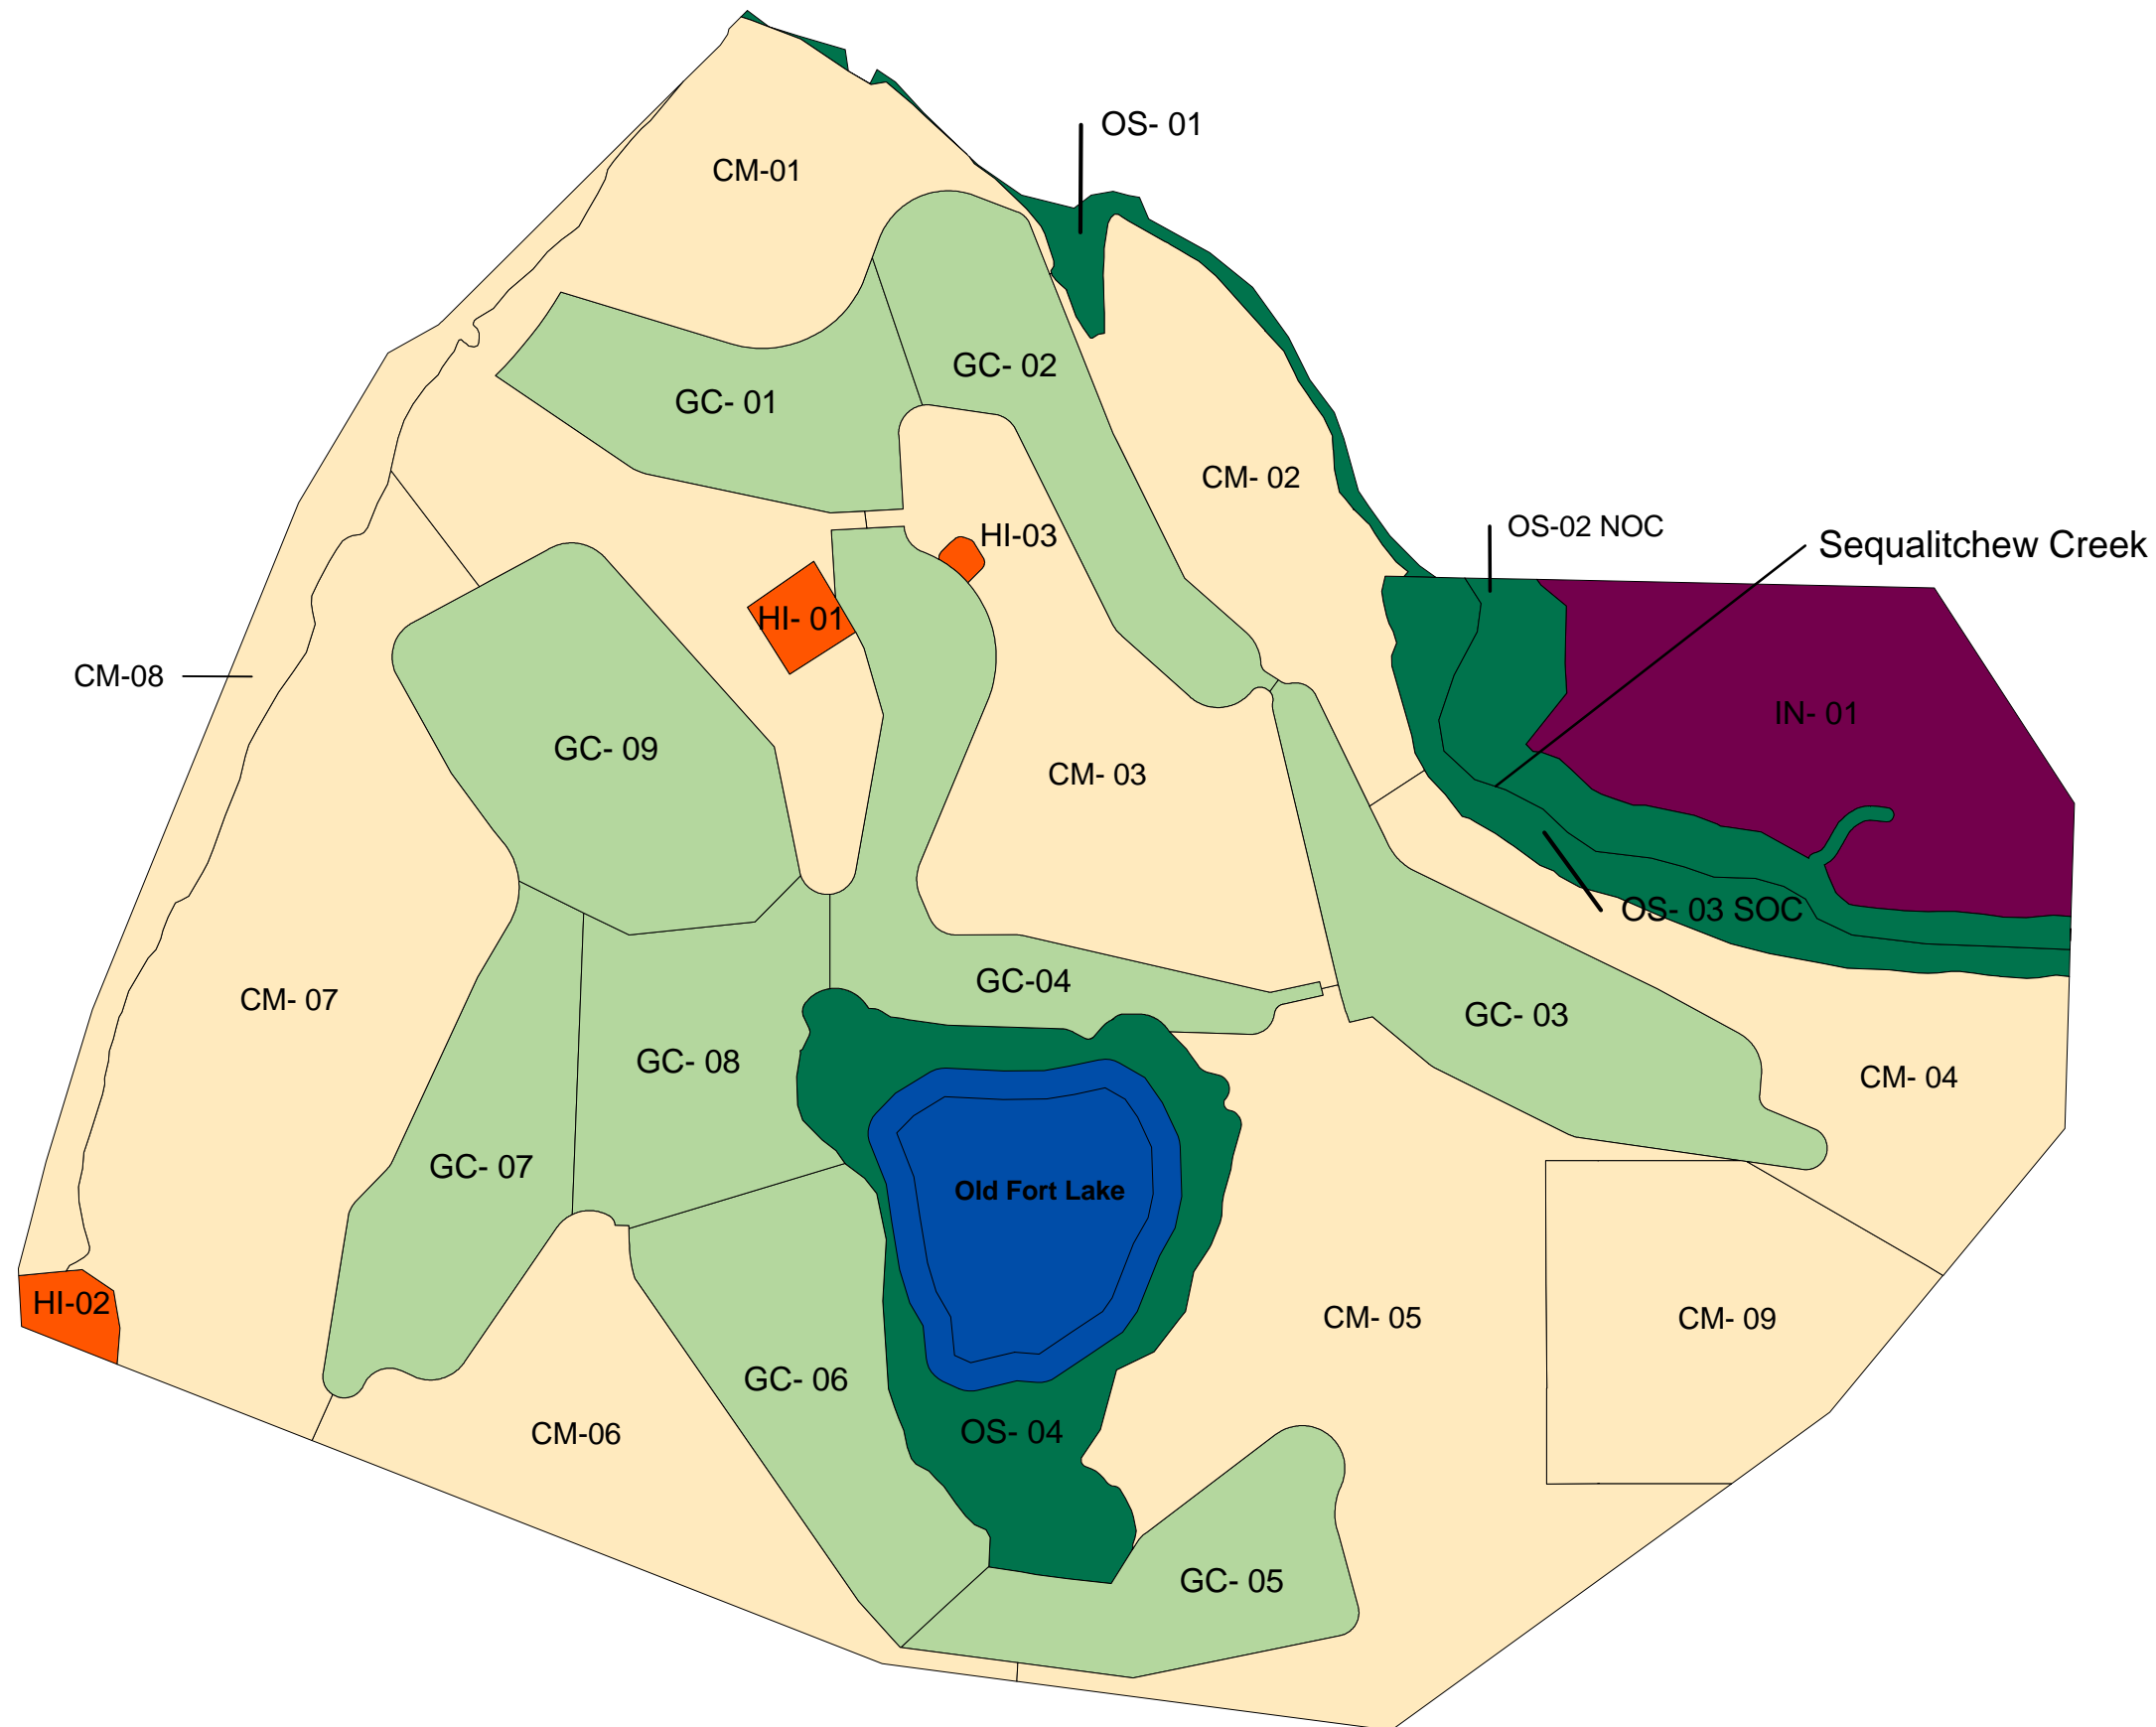 OS- 01
CM-01
GC- 02
GC- 01
CM- 02
OS-02 NOC
HI-03
Sequalitchew Creek
HI- 01
CM-08
IN- 01
GC- 09
CM- 03
OS- 03 SOC
GC-04
CM- 07
GC- 03
GC- 08
CM- 04
GC- 07
Old Fort Lake
HI-02
CM- 05
CM- 09
GC- 06
OS- 04
CM-06
GC- 05